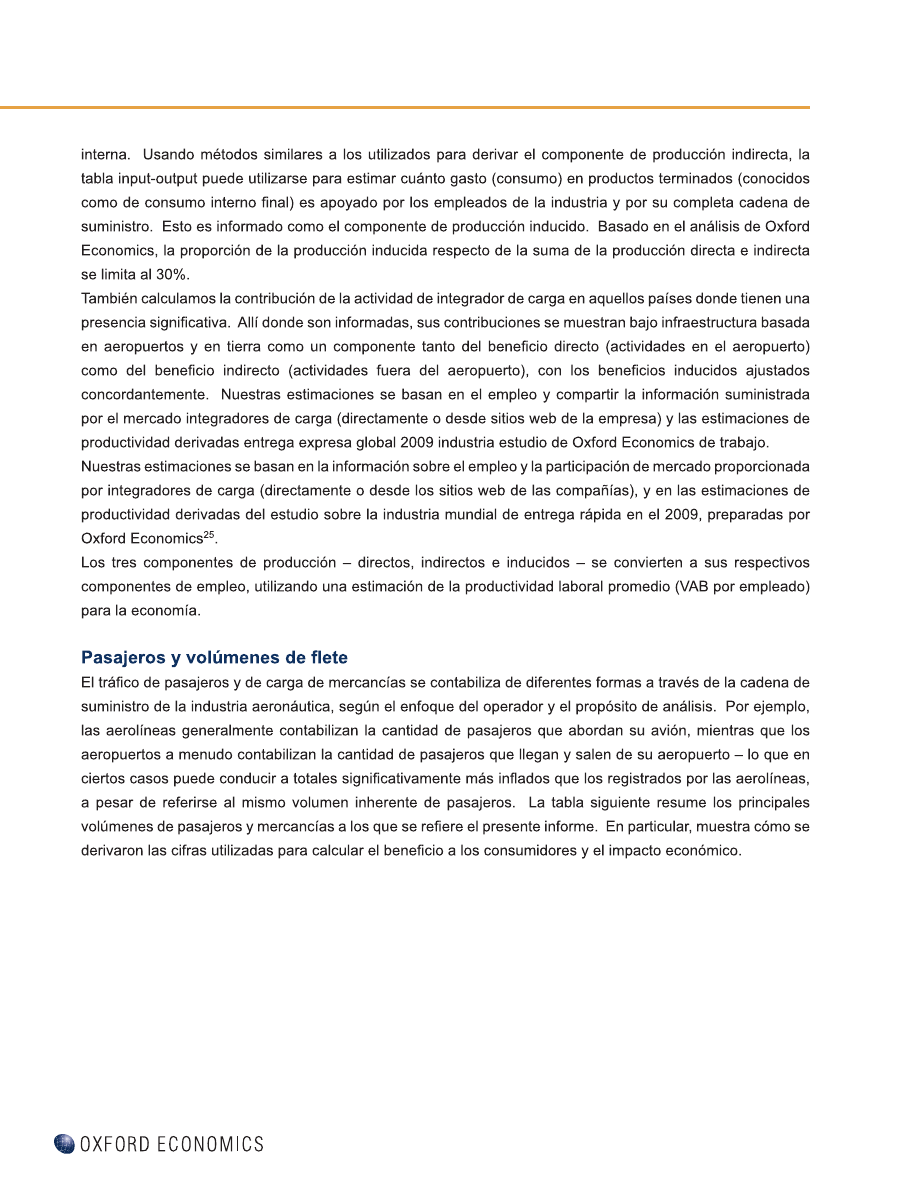 interna.  Usando métodos similares a los utilizados para derivar el componente de producción indirecta, la
tabla input-output puede utilizarse para estimar cuánto gasto (consumo) en productos terminados (conocidos
como de consumo interno final) es apoyado por los empleados de la industria y por su completa cadena de
suministro.  Esto es informado como el componente de producción inducido.  Basado en el análisis de Oxford
Economics, la proporción de la producción inducida respecto de la suma de la producción directa e indirecta
se limita al 30%.
También calculamos la contribución de la actividad de integrador de carga en aquellos países donde tienen una
presencia significativa.  Allí donde son informadas, sus contribuciones se muestran bajo infraestructura basada
en aeropuertos y en tierra como un componente tanto del beneficio directo (actividades en el aeropuerto)
como del beneficio indirecto (actividades fuera del aeropuerto), con los beneficios inducidos ajustados
concordantemente.  Nuestras estimaciones se basan en el empleo y compartir la información suministrada
por el mercado integradores de carga (directamente o desde sitios web de la empresa) y las estimaciones de
productividad derivadas entrega expresa global 2009 industria estudio de Oxford Economics de trabajo.
Nuestras estimaciones se basan en la información sobre el empleo y la participación de mercado proporcionada
por integradores de carga (directamente o desde los sitios web de las compañías), y en las estimaciones de
productividad derivadas del estudio sobre la industria mundial de entrega rápida en el 2009, preparadas por
Oxford Economics²⁵.
Los tres componentes de producción – directos, indirectos e inducidos – se convierten a sus respectivos
componentes de empleo, utilizando una estimación de la productividad laboral promedio (VAB por empleado)
para la economía.
Pasajeros y volúmenes de flete
El tráfico de pasajeros y de carga de mercancías se contabiliza de diferentes formas a través de la cadena de
suministro de la industria aeronáutica, según el enfoque del operador y el propósito de análisis.  Por ejemplo,
las aerolíneas generalmente contabilizan la cantidad de pasajeros que abordan su avión, mientras que los
aeropuertos a menudo contabilizan la cantidad de pasajeros que llegan y salen de su aeropuerto – lo que en
ciertos casos puede conducir a totales significativamente más inflados que los registrados por las aerolíneas,
a pesar de referirse al mismo volumen inherente de pasajeros.  La tabla siguiente resume los principales
volúmenes de pasajeros y mercancías a los que se refiere el presente informe.  En particular, muestra cómo se
derivaron las cifras utilizadas para calcular el beneficio a los consumidores y el impacto económico.
OXFORD ECONOMICS